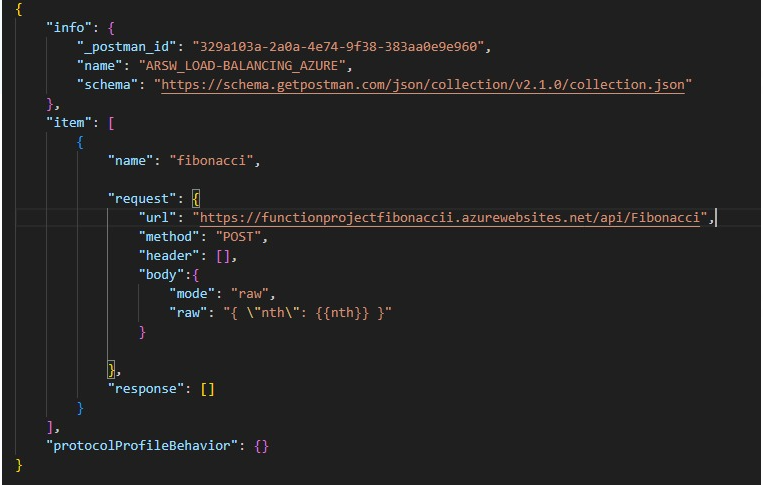 {
    "info": {
        "_postman_id": "329a103a-2a0a-4e74-9f38-383aa0e9e960",
        "name": "ARSW_LOAD-BALANCING_AZURE",
        "schema": "https://schema.getpostman.com/json/collection/v2.1.0/collection.json"
    },
    "item": [
        {
            "name": "fibonacci",
            "request": {
                "url": "https://functionprojectfibonaccii.azurewebsites.net/api/Fibonacci",
                "method": "POST",
                "header": [],
                "body":{
                    "mode": "raw",
                    "raw": "{ \"nth\": {{nth}} }"
                }
            },
            "response": []
        }
    ],
    "protocolProfileBehavior": {}
}